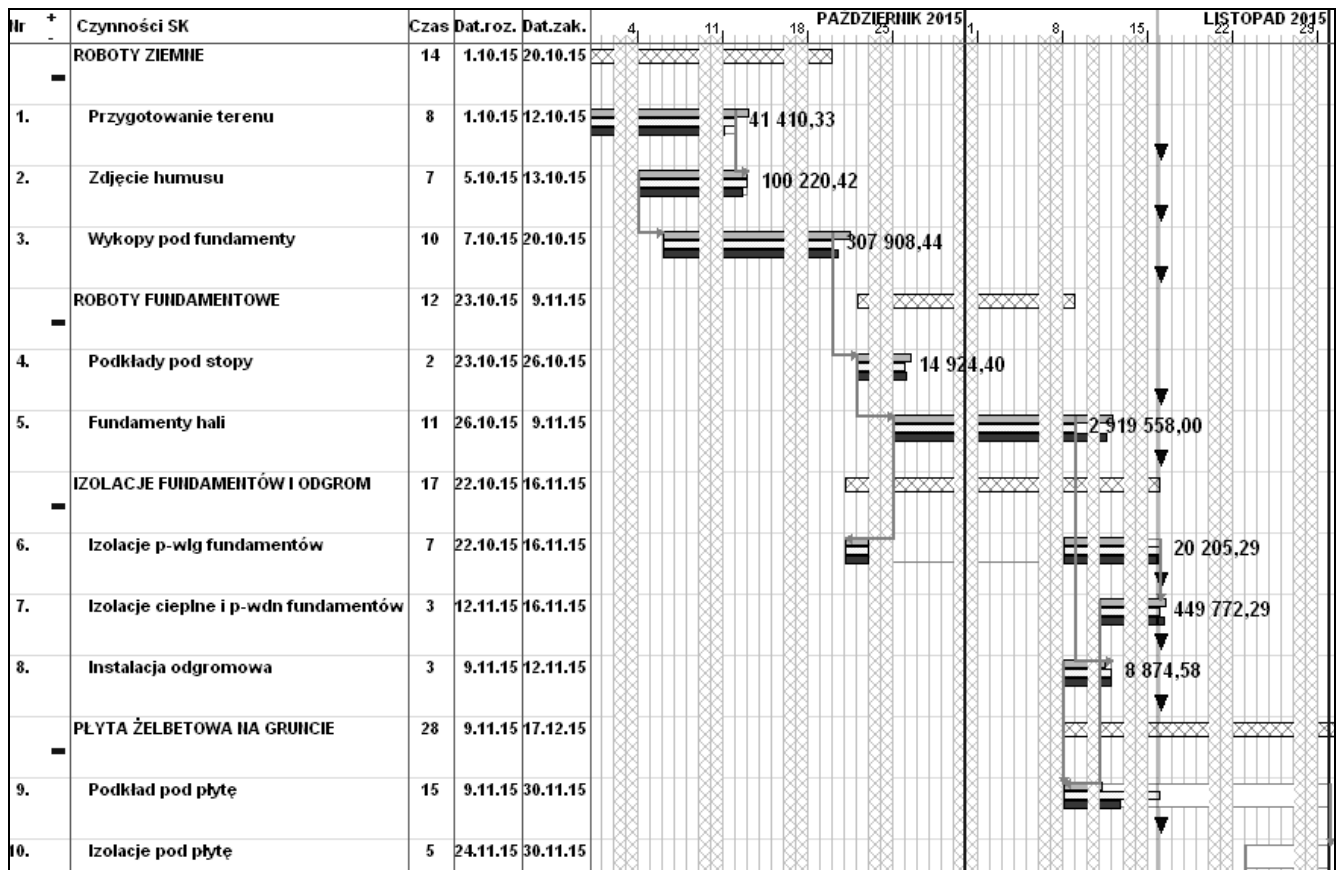 Nr + - Czynności SK Czas Dat.roz. Dat.zak. PAŹDZIERNIK 2015 LISTOPAD 2015
4 11 18 25 1 8 15 22 29
ROBOTY ZIEMNE 14 1.10.15 20.10.15
1. Przygotowanie terenu 8 1.10.15 12.10.15 41 410,33
2. Zdjęcie humusu 7 5.10.15 13.10.15 100 220,42
3. Wykopy pod fundamenty 10 7.10.15 20.10.15 307 908,44
ROBOTY FUNDAMENTOWE 12 23.10.15 9.11.15
4. Podkłady pod stopy 2 23.10.15 26.10.15 14 924,40
5. Fundamenty hali 11 26.10.15 9.11.15 2 919 558,00
IZOLACJE FUNDAMENTÓW I ODGROM 17 22.10.15 16.11.15
6. Izolacje p-wlg fundamentów 7 22.10.15 16.11.15 20 205,29
7. Izolacje cieplne i p-wdn fundamentów 3 12.11.15 16.11.15 449 772,29
8. Instalacja odgromowa 3 9.11.15 12.11.15 8 874,58
PŁYTA ŻELBETOWA NA GRUNCIE 28 9.11.15 17.12.15
9. Podkład pod płytę 15 9.11.15 30.11.15
10. Izolacje pod płytę 5 24.11.15 30.11.15